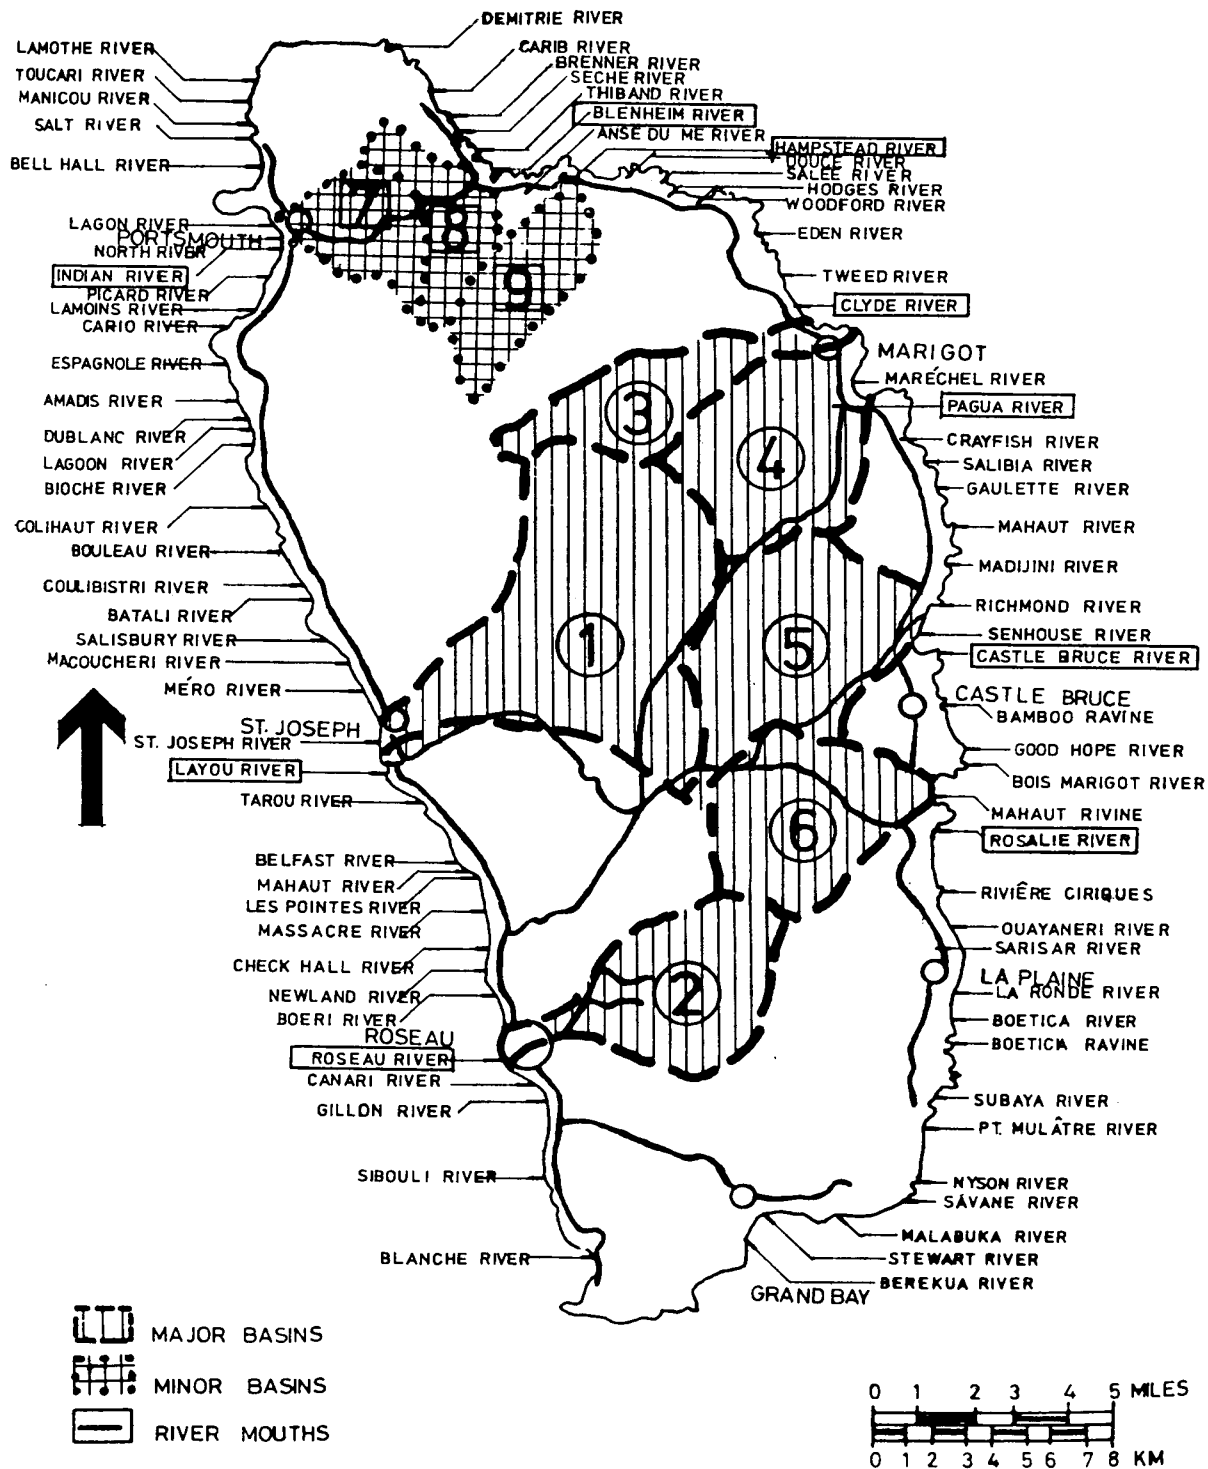 DEMITRIE RIVER
LAMOTHE RIVER
CARIB RIVER
BRENNER RIVER
TOUCARI RIVER
SECHE RIVER
THIBAND RIVER
MANICOU RIVER
BLENHEIM RIVER
SALT RIVER
ANSE DU ME RIVER
HAMPSTEAD RIVER
DOUCE RIVER
BELL HALL RIVER
SALEE RIVER
HODGES RIVER
WOODFORD RIVER
7
8
9
LAGON RIVER
PORTSMOUTH
NORTH RIVER
EDEN RIVER
INDIAN RIVER
TWEED RIVER
PICARD RIVER
LAMOINS RIVER
CLYDE RIVER
CARIO RIVER
MARIGOT
ESPAGNOLE RIVER
MARÉCHEL RIVER
AMADIS RIVER
PAGUA RIVER
3
4
DUBLANC RIVER
CRAYFISH RIVER
LAGOON RIVER
SALIBIA RIVER
BIOCHE RIVER
GAULETTE RIVER
COLIHAUT RIVER
MAHAUT RIVER
BOULEAU RIVER
MADIJINI RIVER
COULIBISTRI RIVER
RICHMOND RIVER
BATALI RIVER
SALISBURY RIVER
SENHOUSE RIVER
1
5
MACOUCHERI RIVER
CASTLE BRUCE RIVER
MÉRO RIVER
CASTLE BRUCE
BAMBOO RAVINE
ST. JOSEPH
ST. JOSEPH RIVER
GOOD HOPE RIVER
LAYOU RIVER
BOIS MARIGOT RIVER
TAROU RIVER
MAHAUT RIVINE
6
ROSALIE RIVER
BELFAST RIVER
MAHAUT RIVER
RIVIÊRE CIRIQUES
LES POINTES RIVER
MASSACRE RIVER
OUAYANERI RIVER
SARISAR RIVER
CHECK HALL RIVER
LA PLAINE
LA RONDE RIVER
2
NEWLAND RIVER
BOERI RIVER
BOETICA RIVER
ROSEAU
BOETICA RAVINE
ROSEAU RIVER
CANARI RIVER
SUBAYA RIVER
GILLON RIVER
PT. MULÂTRE RIVER
SIBOULI RIVER
NYSON RIVER
SÁVANE RIVER
MALABUKA RIVER
BLANCHE RIVER
STEWART RIVER
BEREKUA RIVER
GRAND BAY
MAJOR BASINS
MINOR BASINS
RIVER MOUTHS
0 1 2 3 4 5 MILES
0 1 2 3 4 5 6 7 8 KM